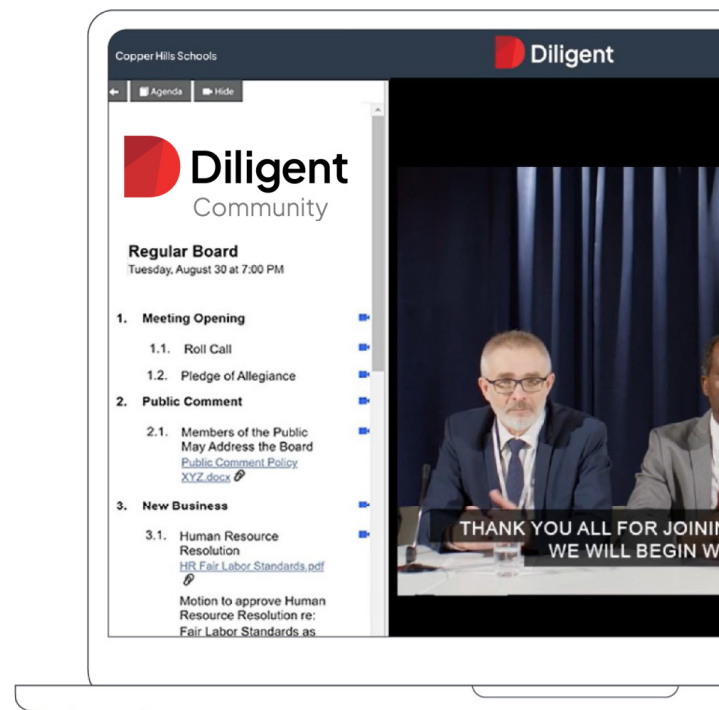 Copper Hills Schools
Diligent
Agenda
Hide
Diligent
Community
Regular Board
Tuesday, August 30 at 7:00 PM
1. Meeting Opening
1.1. Roll Call
1.2. Pledge of Allegiance
2. Public Comment
2.1. Members of the Public
May Address the Board
Public Comment Policy
XYZ.docx
3. New Business
3.1. Human Resource
Resolution
HR Fair Labor Standards.pdf
Motion to approve Human
Resource Resolution re:
Fair Labor Standards as
THANK YOU ALL FOR JOININ
WE WILL BEGIN W